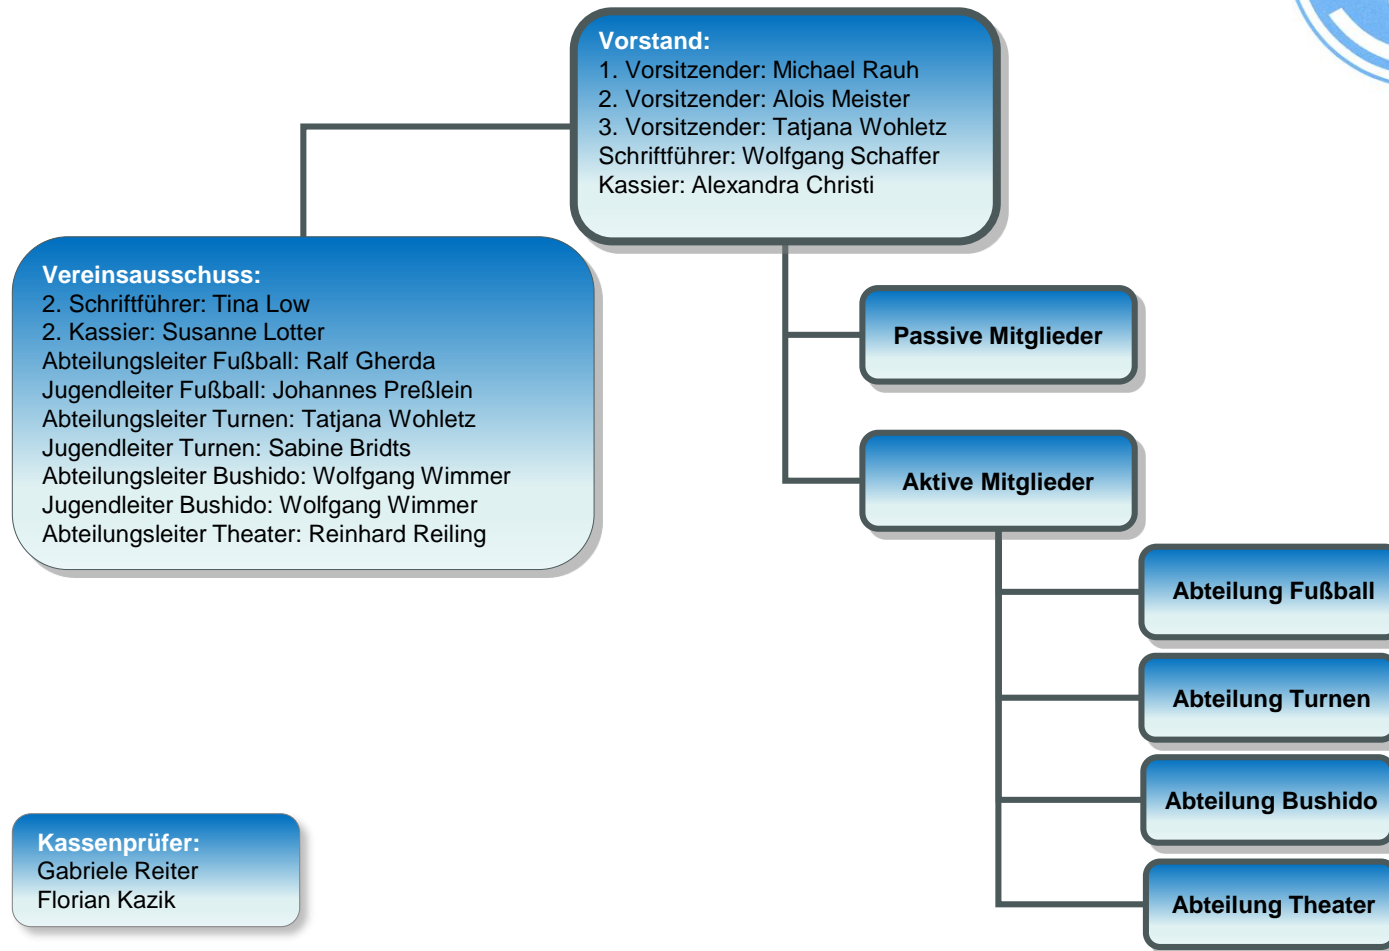 Vorstand:
1. Vorsitzender: Michael Rauh
2. Vorsitzender: Alois Meister
3. Vorsitzender: Tatjana Wohletz
Schriftführer: Wolfgang Schaffer
Kassier: Alexandra Christi
Vereinsausschuss:
2. Schriftführer: Tina Low
2. Kassier: Susanne Lotter
Abteilungsleiter Fußball: Ralf Gherda
Jugendleiter Fußball: Johannes Preßlein
Abteilungsleiter Turnen: Tatjana Wohletz
Jugendleiter Turnen: Sabine Bridts
Abteilungsleiter Bushido: Wolfgang Wimmer
Jugendleiter Bushido: Wolfgang Wimmer
Abteilungsleiter Theater: Reinhard Reiling
Passive Mitglieder
Aktive Mitglieder
Abteilung Fußball
Abteilung Turnen
Abteilung Bushido
Abteilung Theater
Kassenprüfer:
Gabriele Reiter
Florian Kazik